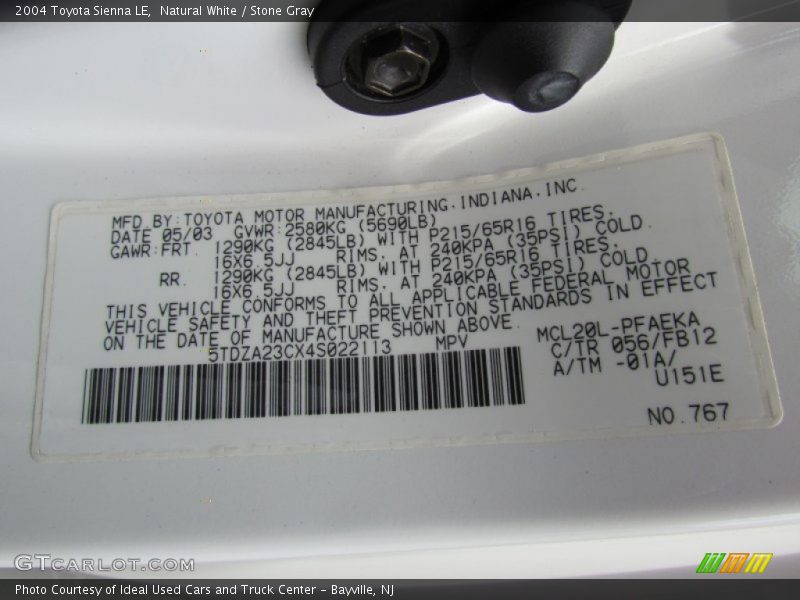 2004 Toyota Sienna LE,  Natural White / Stone Gray
MFD BY:TOYOTA MOTOR MANUFACTURING.INDIANA.INC
DATE 05/03  GVWR:2580KG (5690LB)
GAWR:FRT.  1290KG (2845LB) WITH P215/65R16 TIRES.
16X6.5JJ  RIMS. AT 240KPA (35PSI) COLD.
RR.  1290KG (2845LB) WITH P215/65R16 TIRES.
16X6.5JJ  RIMS. AT 240KPA (35PSI) COLD.
THIS VEHICLE CONFORMS TO ALL APPLICABLE FEDERAL MOTOR
VEHICLE SAFETY AND THEFT PREVENTION STANDARDS IN EFFECT
ON THE DATE OF MANUFACTURE SHOWN ABOVE.
5TDZA23CX4S022113  MPV
MCL20L-PFAEKA
C/TR 056/FB12
A/TM -01A/
U151E
NO.767
GTCarLot.com
Photo Courtesy of Ideal Used Cars and Truck Center – Bayville, NJ